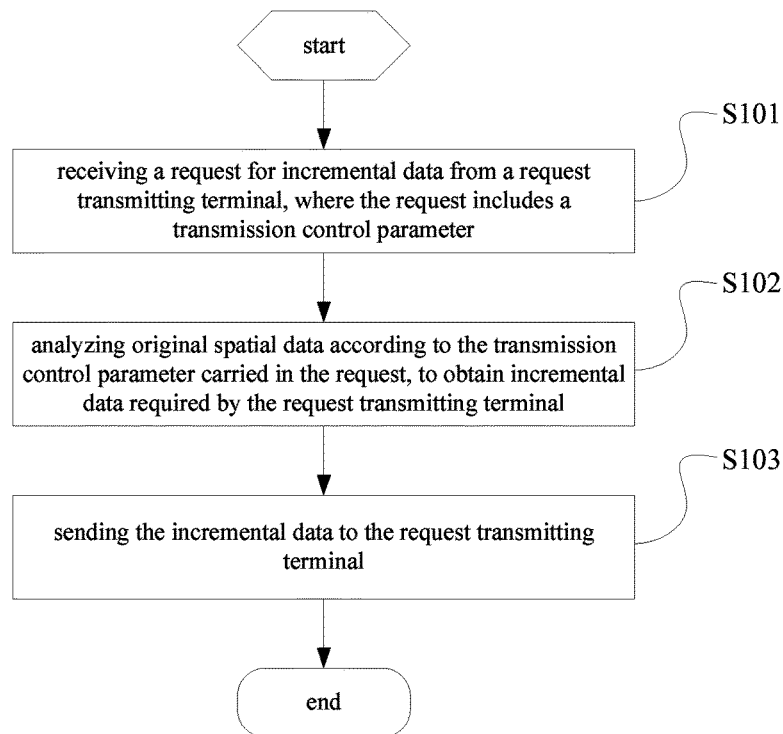 start
S101
receiving a request for incremental data from a request
transmitting terminal, where the request includes a
transmission control parameter
S102
analyzing original spatial data according to the transmission
control parameter carried in the request, to obtain incremental
data required by the request transmitting terminal
S103
sending the incremental data to the request transmitting
terminal
end